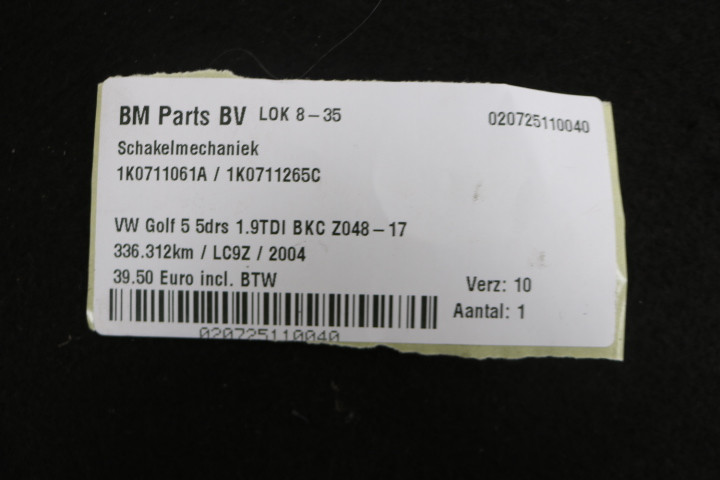 BM Parts BV LOK 8-35
020725110040
Schakelmechaniek
1K0711061A / 1K0711265C
VW Golf 5 5drs 1.9TDI BKC Z048-17
336.312km / LC9Z / 2004
39.50 Euro incl. BTW
Verz: 10
Aantal: 1
020725110040